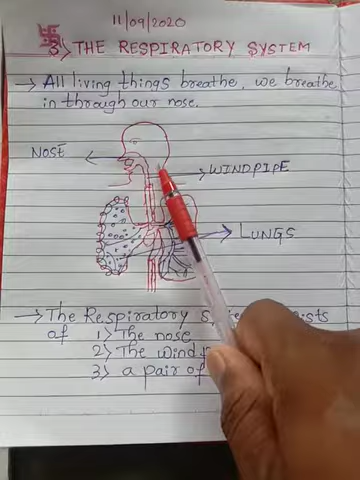 11/09/2020
3) THE RESPIRATORY SYSTEM
→ All living things breathe, we breathe
in through our nose.
NOSE
WINDPIPE
LUNGS
→ The Respiratory
of 1) The nose
2) The wind
3) a pair of